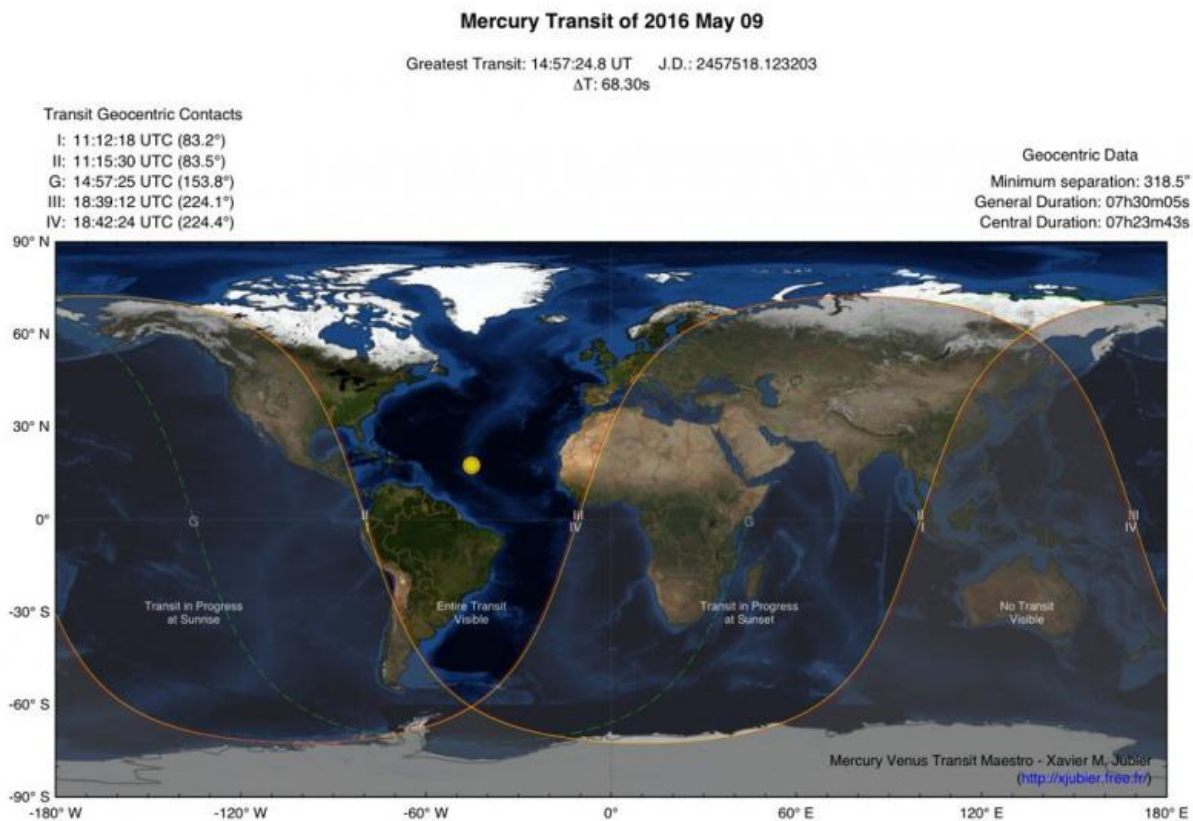 Mercury Transit of 2016 May 09
Greatest Transit: 14:57:24.8 UT J.D.: 2457518.123203
ΔT: 68.30s
Transit Geocentric Contacts
I: 11:12:18 UTC (83.2°)
II: 11:15:30 UTC (83.5°)
G: 14:57:25 UTC (153.8°)
III: 18:39:12 UTC (224.1°)
IV: 18:42:24 UTC (224.4°)
Geocentric Data
Minimum separation: 318.5"
General Duration: 07h30m05s
Central Duration: 07h23m43s
90° N
60° N
30° N
0°
-30° S
-60° S
-90° S
G
II
III
IV
G
II
I
III
IV
Transit in Progress
at Sunrise
Entire Transit
Visible
Transit in Progress
at Sunset
No Transit
Visible
Mercury Venus Transit Maestro - Xavier M. Jubier
(http://xjubier.free.fr/)
-180° W
-120° W
-60° W
0°
60° E
120° E
180° E